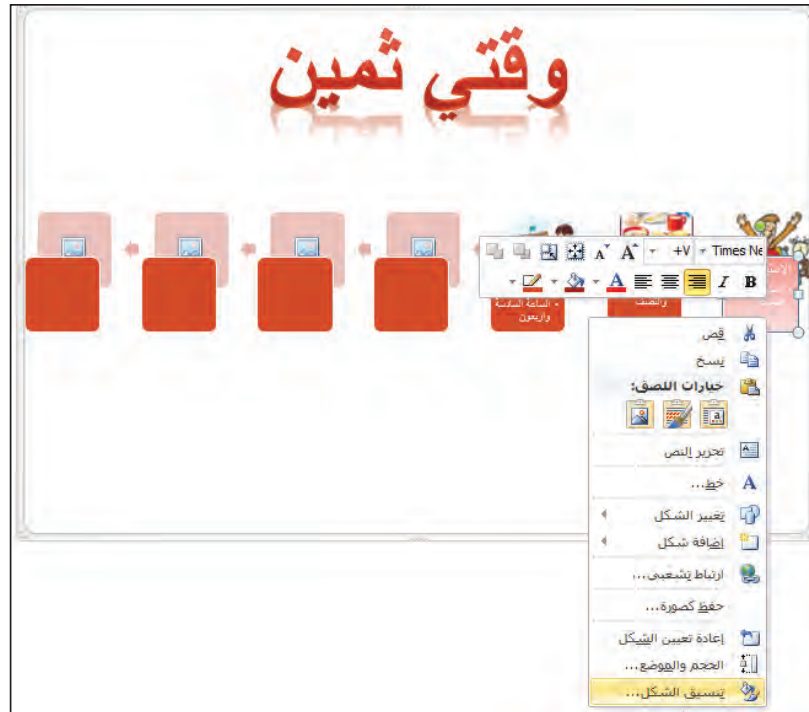 وقتي ثمين
Times Ne
+V
A A
B I A
والنصف
• الساعة السادسة
وأربعون
قص
نسخ
خيارات اللصق:
تحرير النص
خط...
تغيير الشكل
إضافة شكل
ارتباط تشعبي...
حفظ كصورة...
إعادة تعيين الشكل
الحجم والموضع...
تنسيق الشكل...